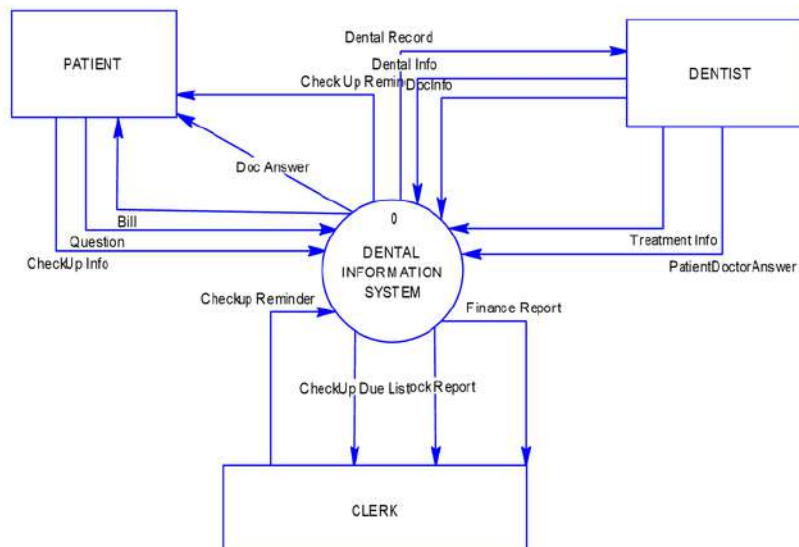 Dental Record
PATIENT
Dental Info
DENTIST
Check Up Remin
DocInfo
Doc Answer
0
Bill
DENTAL
INFORMATION
SYSTEM
Question
CheckUp Info
Treatment Info
PatientDoctorAnswer
Checkup Reminder
Finance Report
CheckUp Due List
ock Report
CLERK